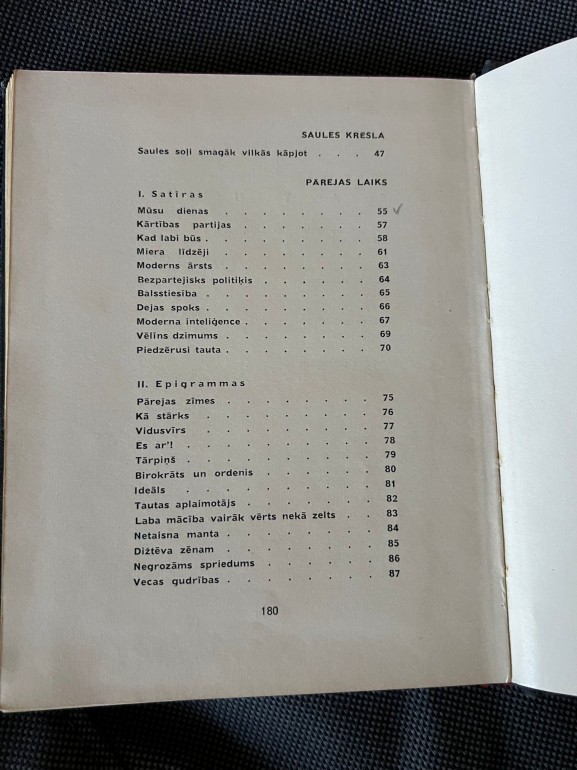 SAULES KRESLA
Saules soļi smagāk vilkās kāpjot . . . 47
PĀREJAS LAIKS
I. Satīras
Mūsu dienas . . . . . . . 55
Kārtības partijas . . . . . . . 57
Kad labi būs . . . . . . . . 58
Miera līdzēji . . . . . . . 61
Moderns ārsts . . . . . . . 63
Bezpartejisks politiķis . . . . . . 64
Balsstiesība . . . . . . . . 65
Dejas spoks . . . . . . . . 66
Moderna inteliģence . . . . . . . 67
Vēlīns dzimums . . . . . . . 69
Piedzērusi tauta . . . . . . . 70
II. Epigrammas
Pārejas zīmes . . . . . . . 75
Kā stārks . . . . . . . 76
Vidusvīrs . . . . . . . 77
Es ar'! . . . . . . . . 78
Tārpiņš . . . . . . . . 79
Birokrāts un ordenis . . . . . . 80
Ideāls . . . . . . . . 81
Tautas aplaimotājs . . . . . . 82
Laba mācība vairāk vērts nekā zelts . . 83
Netaisna manta . . . . . . . 84
Dižtēva zēnam . . . . . . . 85
Negrozāms spriedums . . . . . . 86
Vecas gudrības . . . . . . . 87
180